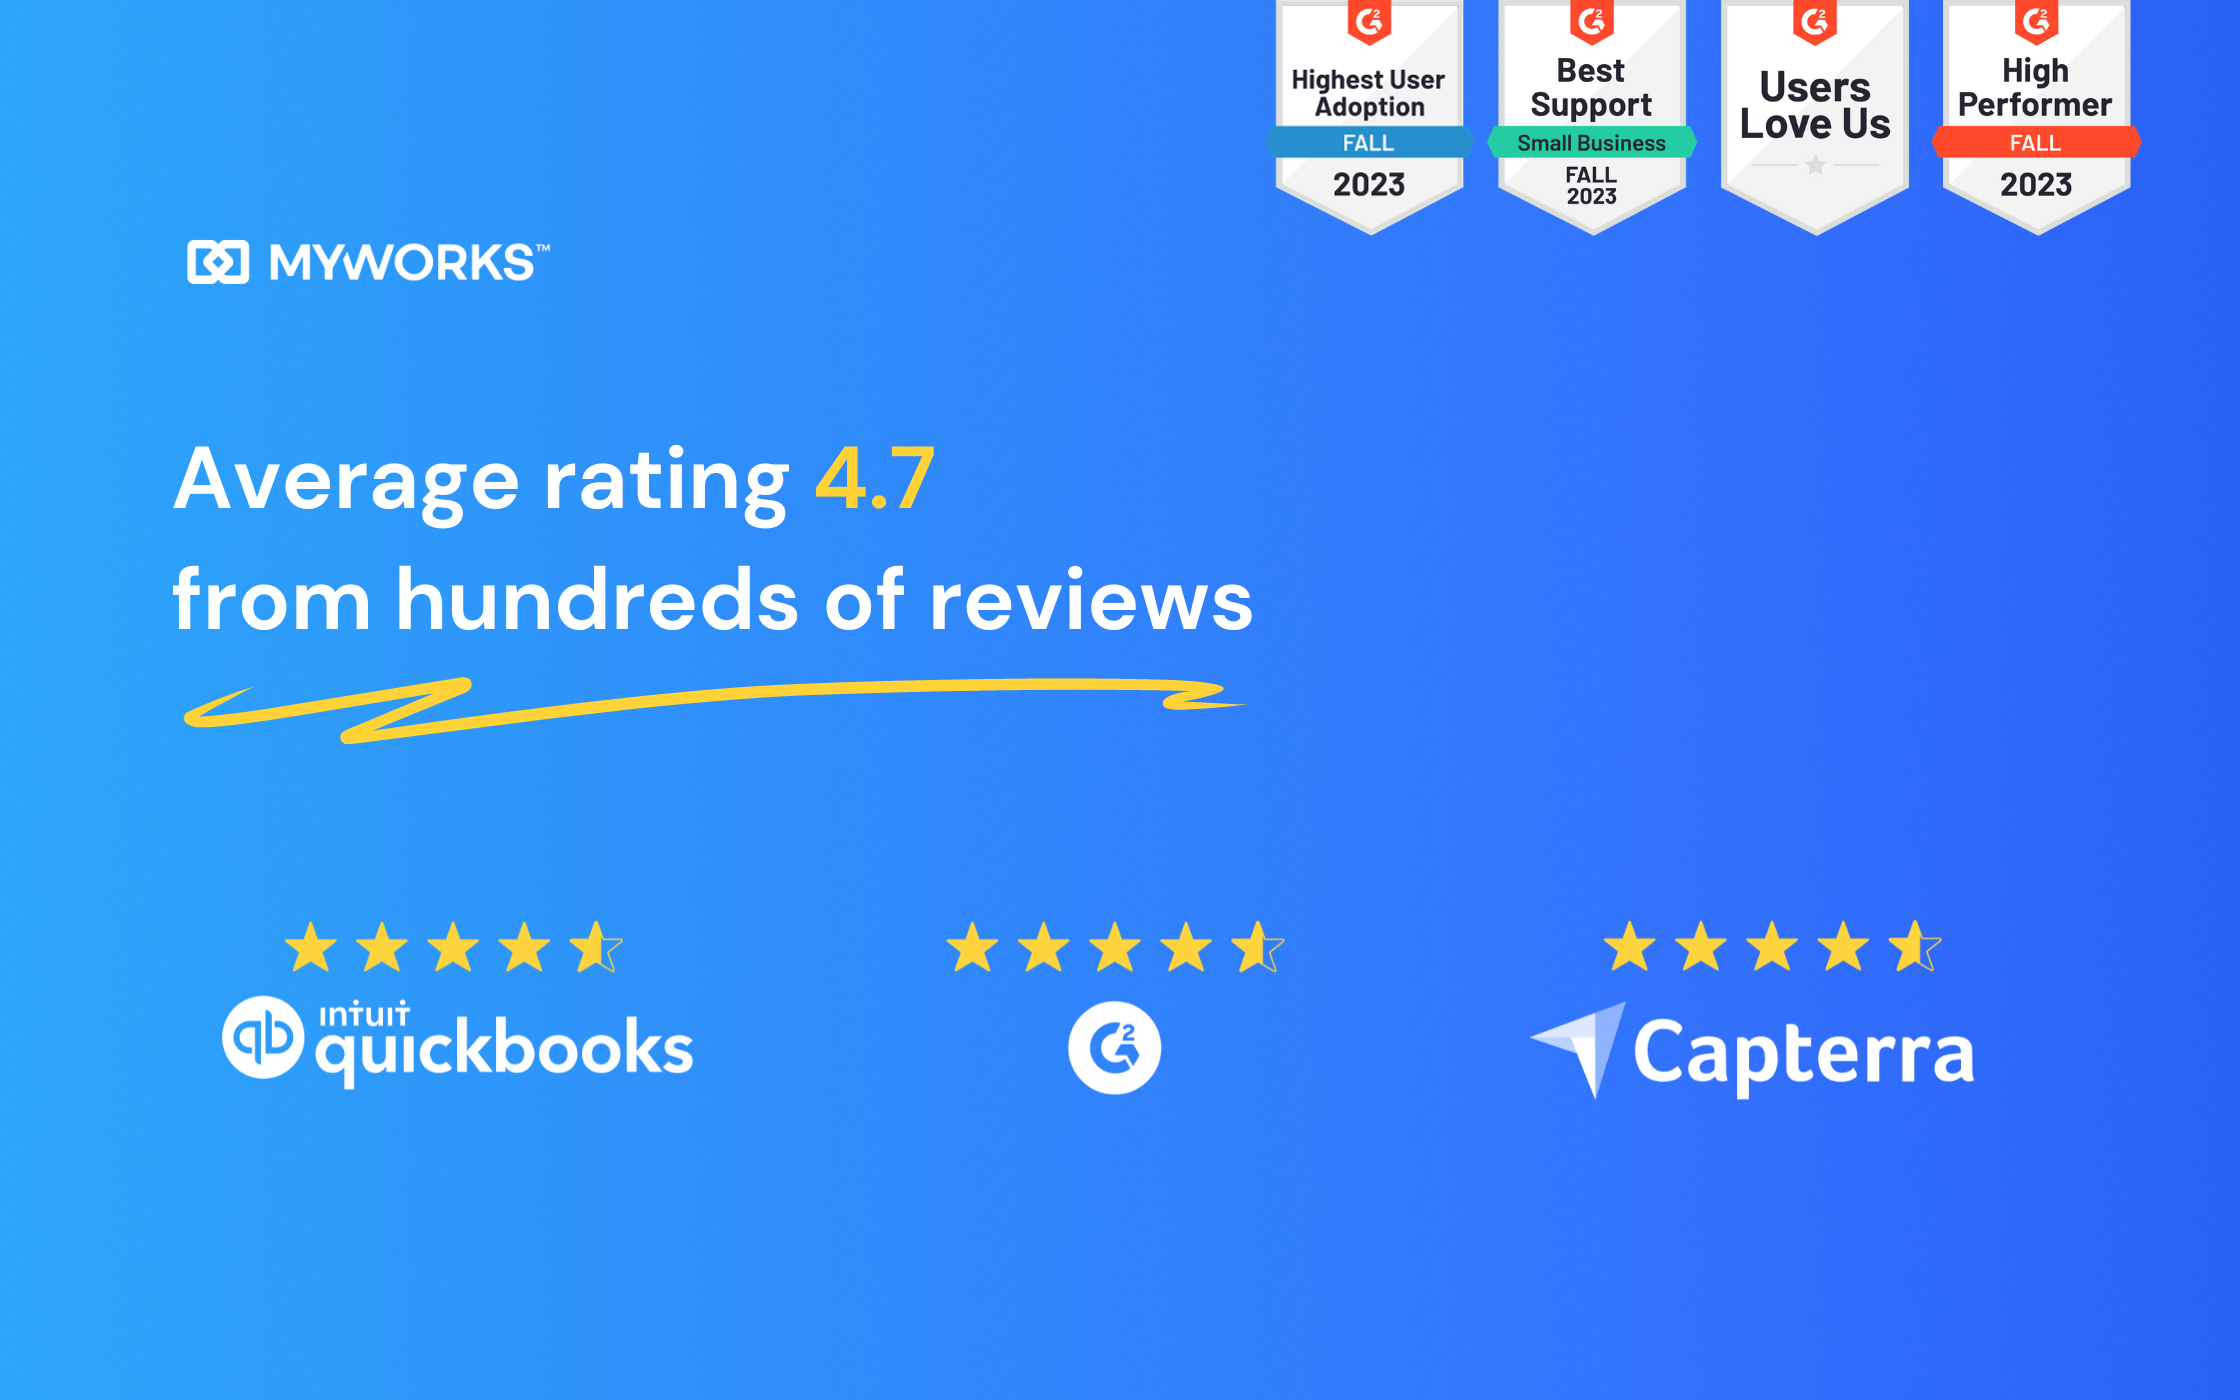 Highest User
Adoption
FALL
2023
Best
Support
Small Business
FALL
2023
Users
Love Us
High
Performer
FALL
2023
MYWORKS™
Average rating 4.7
from hundreds of reviews
intuit
quickbooks
G2
Capterra